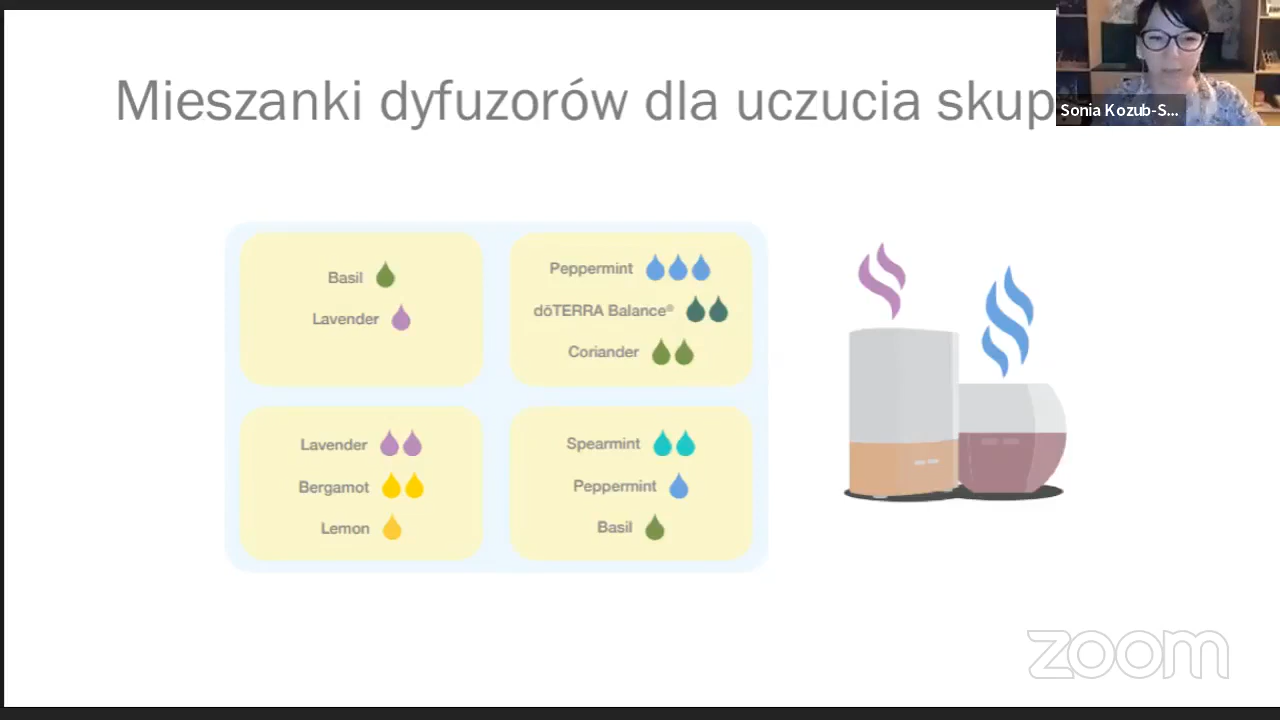 Mieszanki dyfuzorów dla uczucia skup
Sonia Kozub-S...
Basil
Lavender
Peppermint
dōTERRA Balance®
Coriander
Lavender
Bergamot
Lemon
Spearmint
Peppermint
Basil
zoom